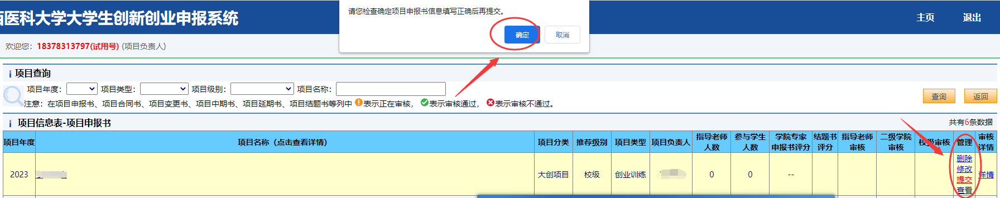 请您检查确定项目申报书信息填写正确后再提交。
确定 取消
医科大学大学生创新创业申报系统
主页 退出
欢迎您：18378313797(试用号) (项目负责人)
项目查询
项目年度： 项目类型： 项目级别： 项目名称：
注意：在项目申报书、项目合同书、项目变更书、项目中期书、项目延期书、项目结题书等列中 表示正在审核， 表示审核通过， 表示审核不通过。
查询 返回
项目信息表-项目申报书
共有6条数据
项目年度 项目名称（点击查看详情） 项目分类 推荐级别 项目类型 项目负责人 指导老师人数 参与学生人数 学院专家申报书评分 结题书评分 指导老师审核 二级学院审核 校级审核 管理 审核详情
2023 大创项目 校级 创业训练 0 0 -- 删除 详情
修改
提交
查看